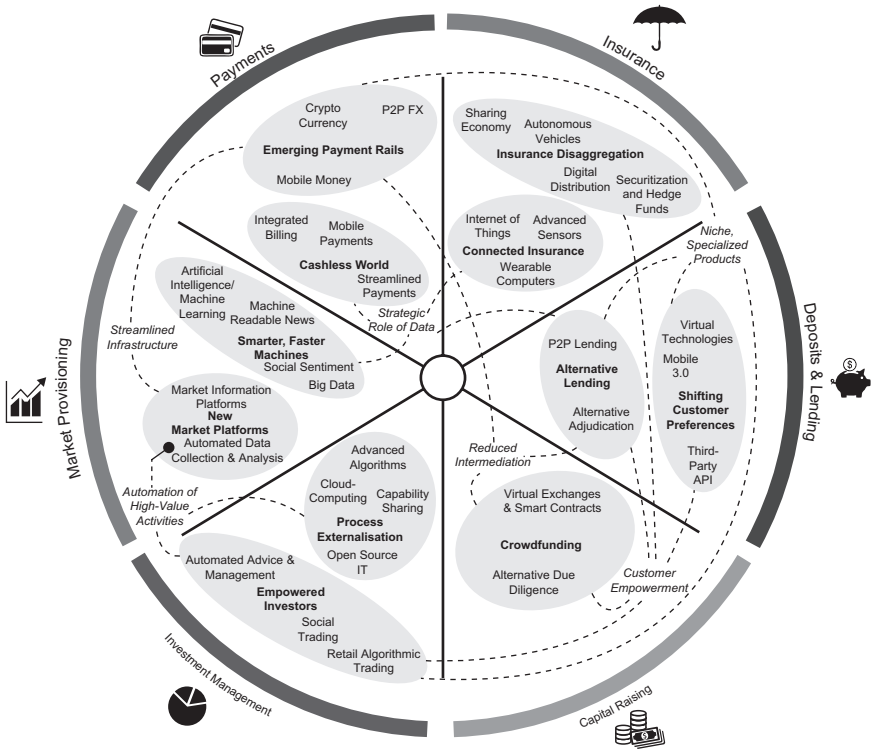 Payments
Insurance
Deposits & Lending
Capital Raising
Investment Management
Market Provisioning
Crypto
Currency
P2P FX
Emerging Payment Rails
Mobile Money
Integrated
Billing
Mobile
Payments
Cashless World
Streamlined
Payments
Sharing
Economy
Autonomous
Vehicles
Insurance Disaggregation
Digital
Distribution
Securitization
and Hedge
Funds
Internet of
Things
Advanced
Sensors
Connected Insurance
Wearable
Computers
Niche,
Specialized
Products
Artificial
Intelligence/
Machine
Learning
Machine
Readable News
Smarter, Faster
Machines
Social Sentiment
Big Data
Strategic
Role of Data
Streamlined
Infrastructure
Market Information
Platforms
New
Market Platforms
Automated Data
Collection & Analysis
P2P Lending
Alternative
Lending
Alternative
Adjudication
Virtual
Technologies
Mobile
3.0
Shifting
Customer
Preferences
Third-
Party
API
Reduced
Intermediation
Automation of
High-Value
Activities
Advanced
Algorithms
Cloud-
Computing
Capability
Sharing
Process
Externalisation
Open Source
IT
Virtual Exchanges
& Smart Contracts
Crowdfunding
Alternative Due
Diligence
Customer
Empowerment
Automated Advice &
Management
Empowered
Investors
Social
Trading
Retail Algorithmic
Trading
$
$